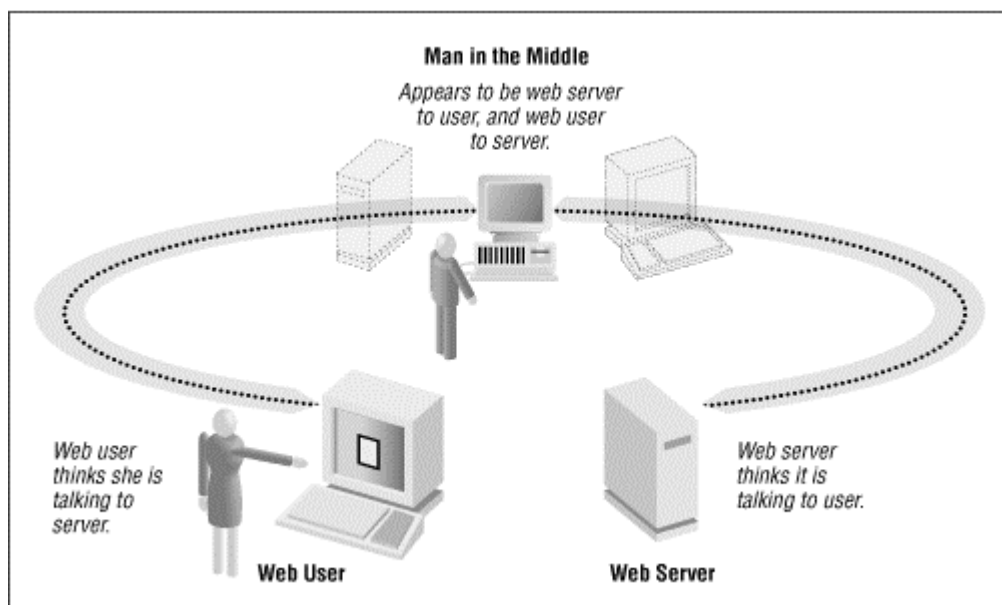 Man in the Middle
Appears to be web server
to user, and web user
to server.
Web user
thinks she is
talking to
server.
Web server
thinks it is
talking to user.
Web User
Web Server